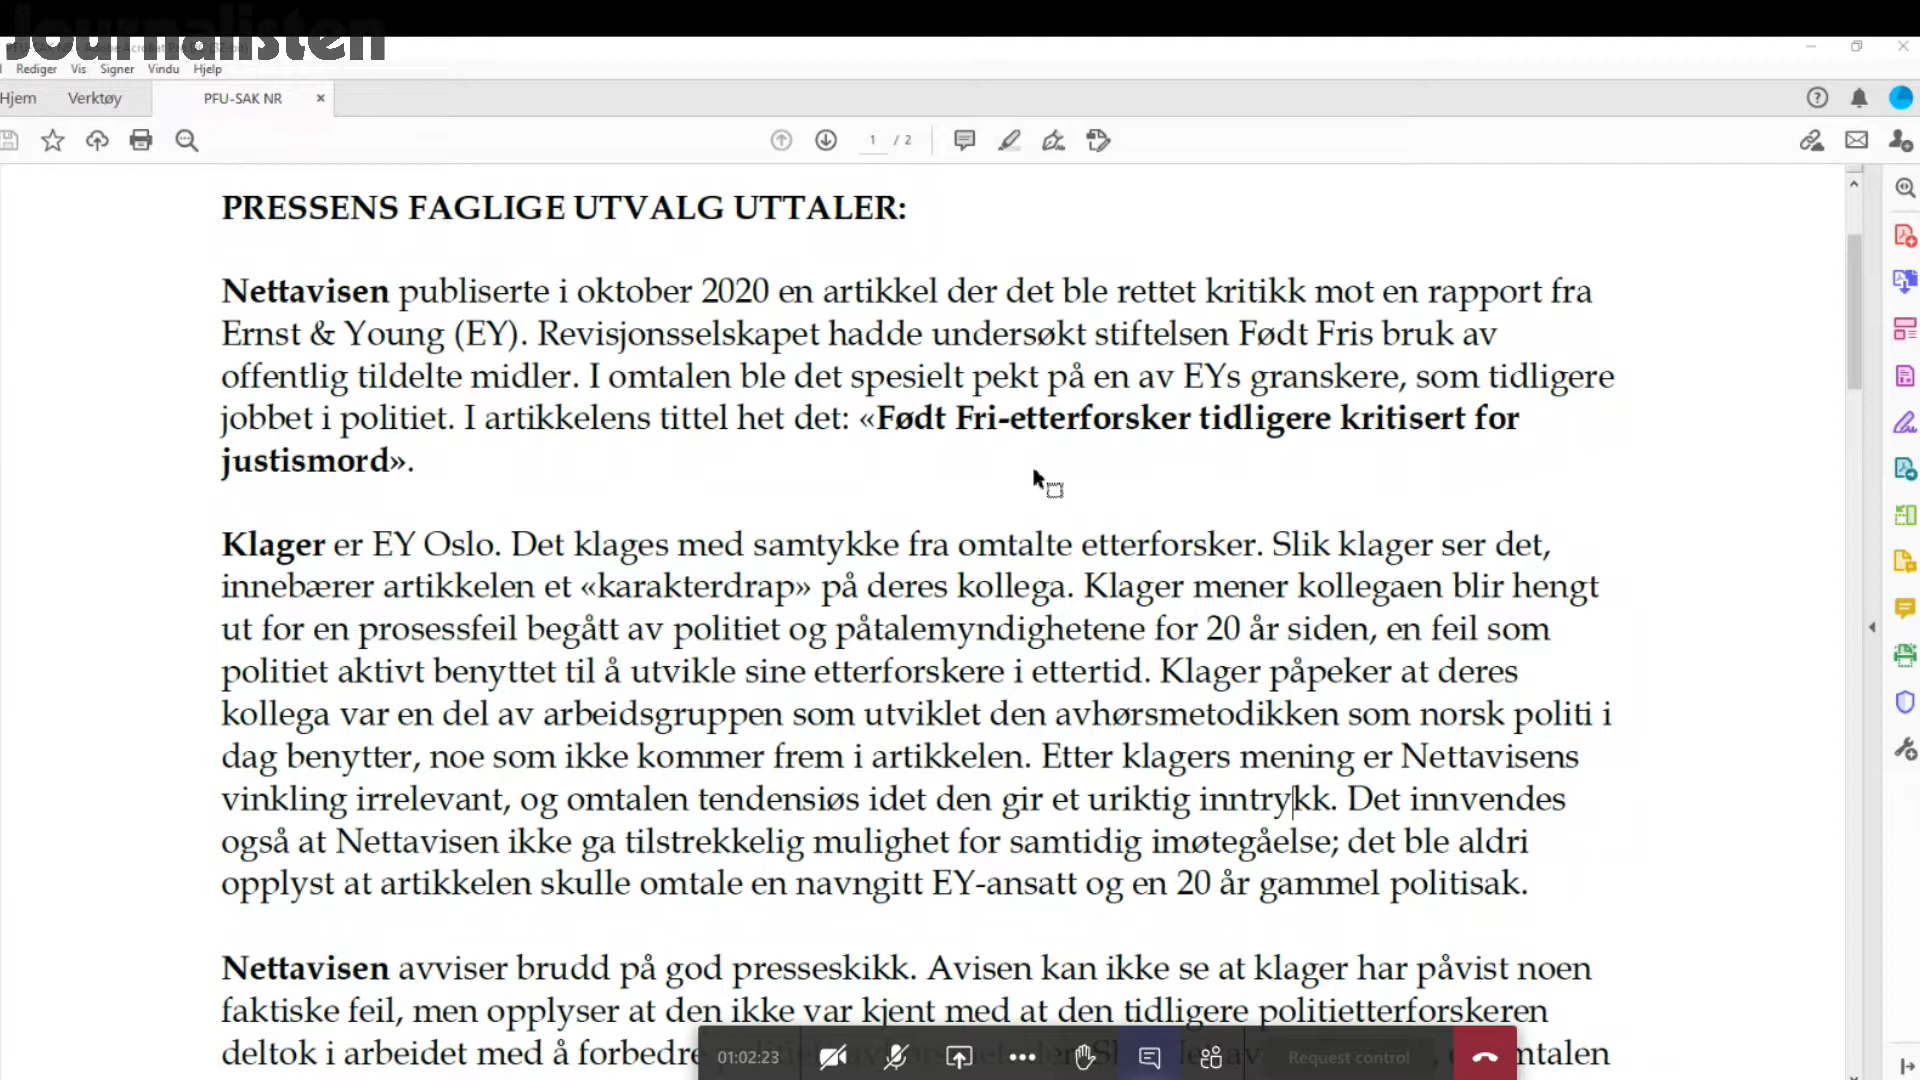 Journalisten
Rediger Vis Signer Vindu Hjelp
Hjem Verktøy PFU-SAK NR
1 / 2
PRESSENS FAGLIGE UTVALG UTTALER:
Nettavisen publiserte i oktober 2020 en artikkel der det ble rettet kritikk mot en rapport fra
Ernst & Young (EY). Revisjonsselskapet hadde undersøkt stiftelsen Født Fris bruk av
offentlig tildelte midler. I omtalen ble det spesielt pekt på en av EYs granskere, som tidligere
jobbet i politiet. I artikkelens tittel het det: «Født Fri-etterforsker tidligere kritisert for
justismord».
Klager er EY Oslo. Det klages med samtykke fra omtalte etterforsker. Slik klager ser det,
innebærer artikkelen et «karakterdrap» på deres kollega. Klager mener kollegaen blir hengt
ut for en prosessfeil begått av politiet og påtalemyndighetene for 20 år siden, en feil som
politiet aktivt benyttet til å utvikle sine etterforskere i ettertid. Klager påpeker at deres
kollega var en del av arbeidsgruppen som utviklet den avhørsmetodikken som norsk politi i
dag benytter, noe som ikke kommer frem i artikkelen. Etter klagers mening er Nettavisens
vinkling irrelevant, og omtalen tendensiøs idet den gir et uriktig inntrykk. Det innvendes
også at Nettavisen ikke ga tilstrekkelig mulighet for samtidig imøtegåelse; det ble aldri
opplyst at artikkelen skulle omtale en navngitt EY-ansatt og en 20 år gammel politisak.
Nettavisen avviser brudd på god presseskikk. Avisen kan ikke se at klager har påvist noen
faktiske feil, men opplyser at den ikke var kjent med at den tidligere politietterforskeren
deltok i arbeidet med å forbedre
01:02:23 Request control